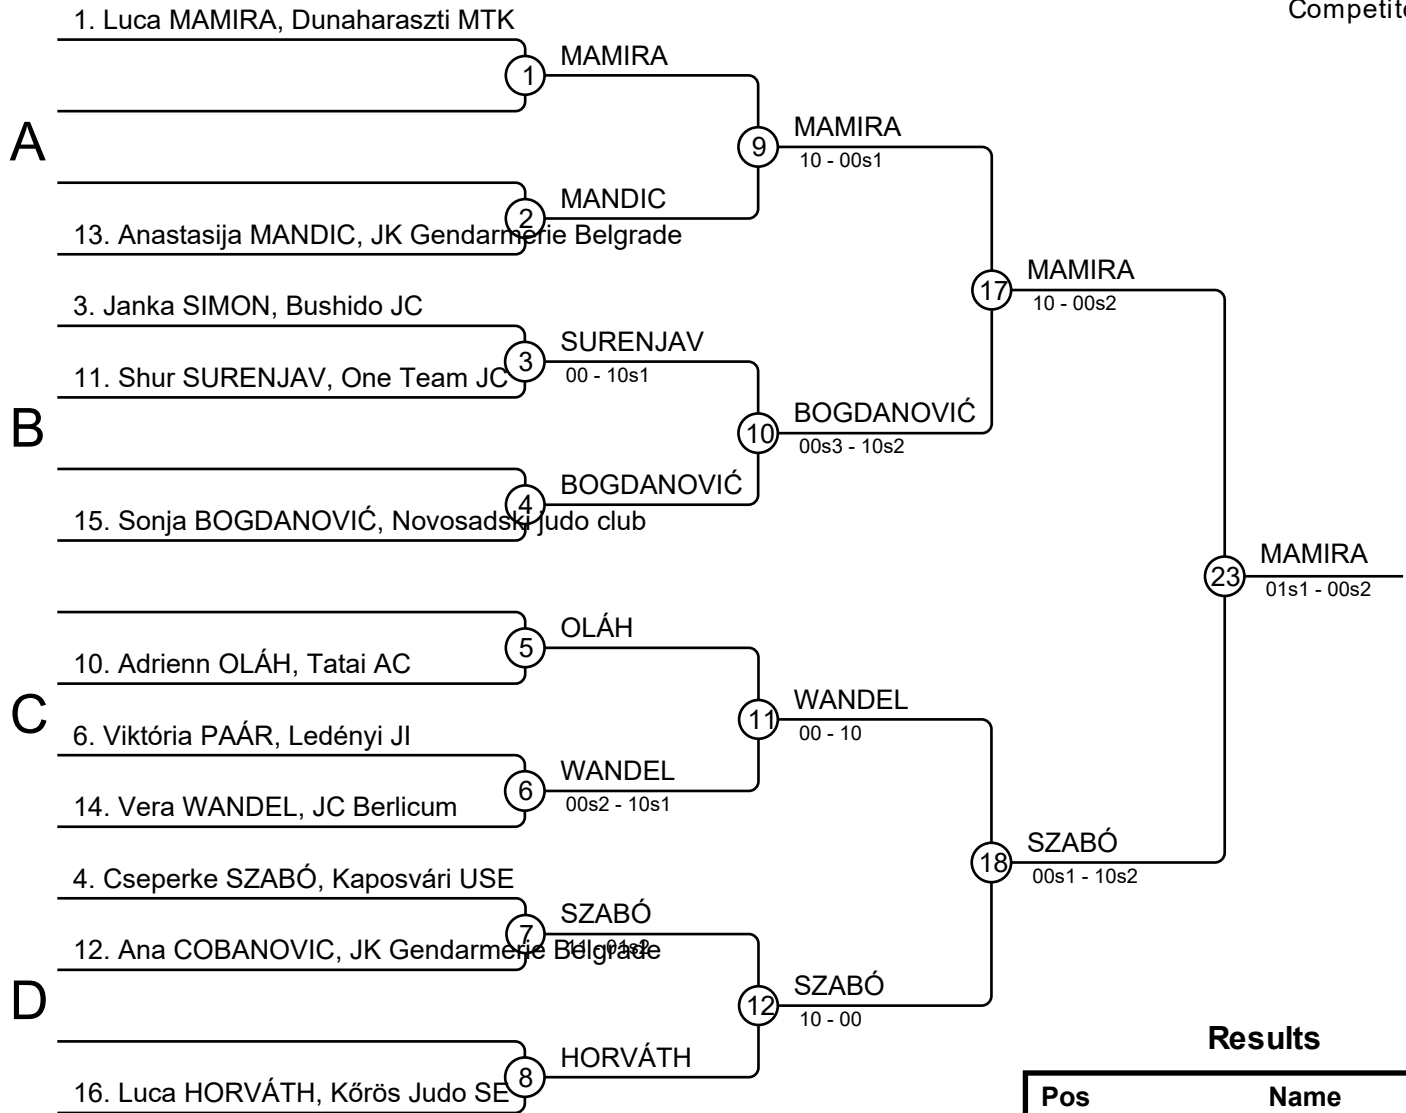 Competito
1. Luca MAMIRA, Dunaharaszti MTK
1
MAMIRA
A
9
MAMIRA
10 - 00s1
2
MANDIC
13. Anastasija MANDIC, JK Gendarmerie Belgrade
3. Janka SIMON, Bushido JC
17
MAMIRA
10 - 00s2
3
SURENJAV
00 - 10s1
11. Shur SURENJAV, One Team JC
B
10
BOGDANOVIĆ
00s3 - 10s2
4
BOGDANOVIĆ
15. Sonja BOGDANOVIĆ, Novosadski judo club
23
MAMIRA
01s1 - 00s2
5
OLÁH
10. Adrienn OLÁH, Tatai AC
C
11
WANDEL
00 - 10
6. Viktória PAÁR, Ledényi JI
6
WANDEL
00s2 - 10s1
14. Vera WANDEL, JC Berlicum
18
SZABÓ
00s1 - 10s2
4. Cseperke SZABÓ, Kaposvári USE
7
SZABÓ
11 - 01s2
12. Ana COBANOVIC, JK Gendarmerie Belgrade
D
12
SZABÓ
10 - 00
8
HORVÁTH
16. Luca HORVÁTH, Kőrös Judo SE
Results
Pos Name